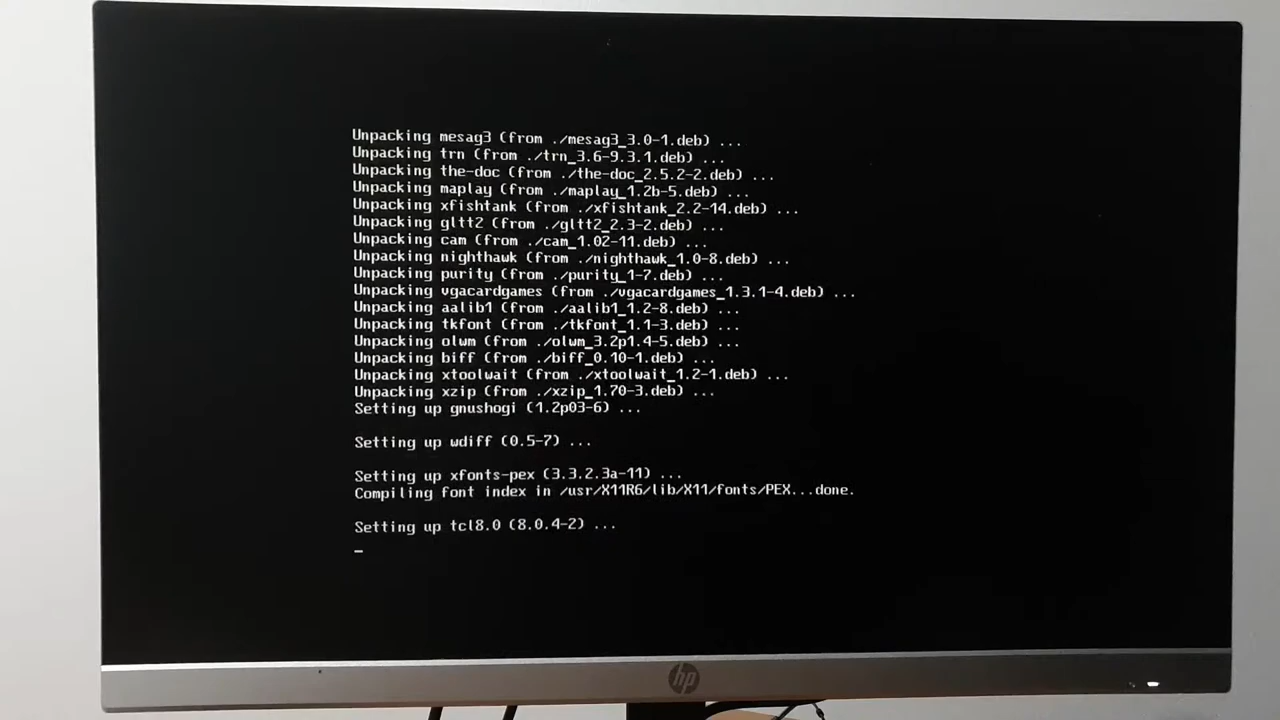 Unpacking mesag3 (from ./mesag3_3.0-1.deb) ...
Unpacking trn (from ./trn_3.6-9.3.1.deb) ...
Unpacking the-doc (from ./the-doc_2.5.2-2.deb) ...
Unpacking maplay (from ./maplay_1.2b-5.deb) ...
Unpacking xfishtank (from ./xfishtank_2.2-14.deb) ...
Unpacking gltt2 (from ./gltt2_2.3-2.deb) ...
Unpacking cam (from ./cam_1.02-11.deb) ...
Unpacking nighthawk (from ./nighthawk_1.0-8.deb) ...
Unpacking purity (from ./purity_1-7.deb) ...
Unpacking vgacardgames (from ./vgacardgames_1.3.1-4.deb) ...
Unpacking aalib1 (from ./aalib1_1.2-8.deb) ...
Unpacking tkfont (from ./tkfont_1.1-3.deb) ...
Unpacking olwm (from ./olwm_3.2p1.4-5.deb) ...
Unpacking biff (from ./biff_0.10-1.deb) ...
Unpacking xtoolwait (from ./xtoolwait_1.2-1.deb) ...
Unpacking xzip (from ./xzip_1.70-3.deb) ...
Setting up gnushogi (1.2p03-6) ...
Setting up wdiff (0.5-7) ...
Setting up xfonts-pex (3.3.2.3a-11) ...
Compiling font index in /usr/X11R6/lib/X11/fonts/PEX...done.
Setting up tcl8.0 (8.0.4-2) ...
hp